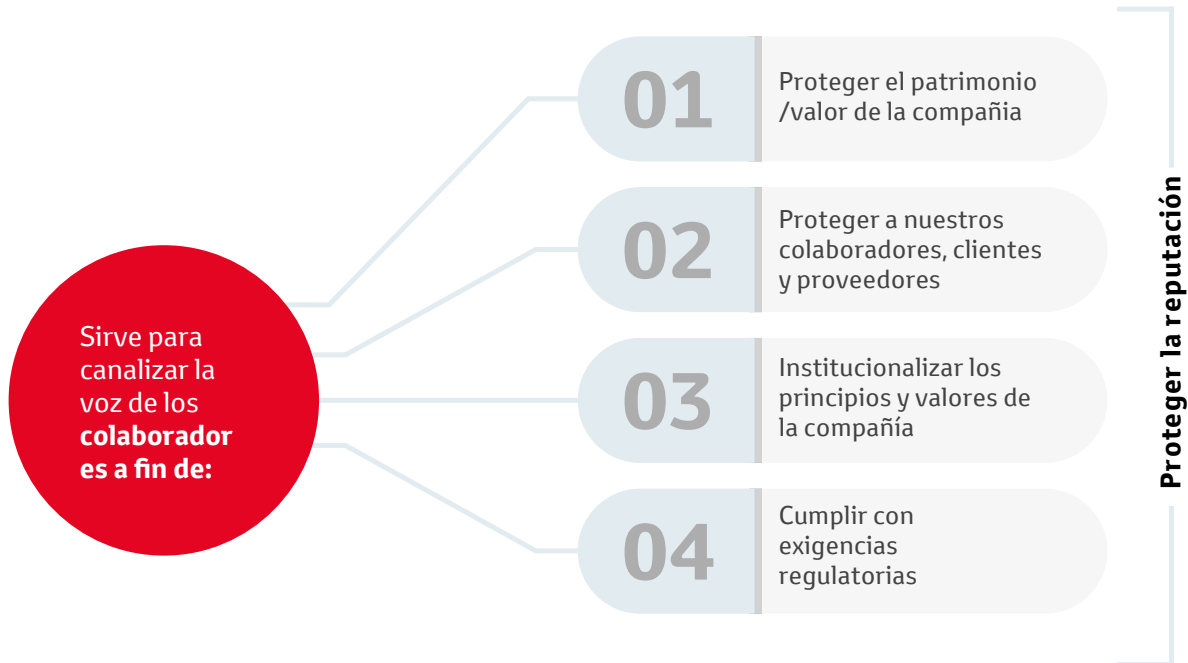 Sirve para
canalizar la
voz de los
colaborador
es a fin de:
01
Proteger el patrimonio
/valor de la compañia
02
Proteger a nuestros
colaboradores, clientes
y proveedores
03
Institucionalizar los
principios y valores de
la compañía
04
Cumplir con
exigencias
regulatorias
Proteger la reputación